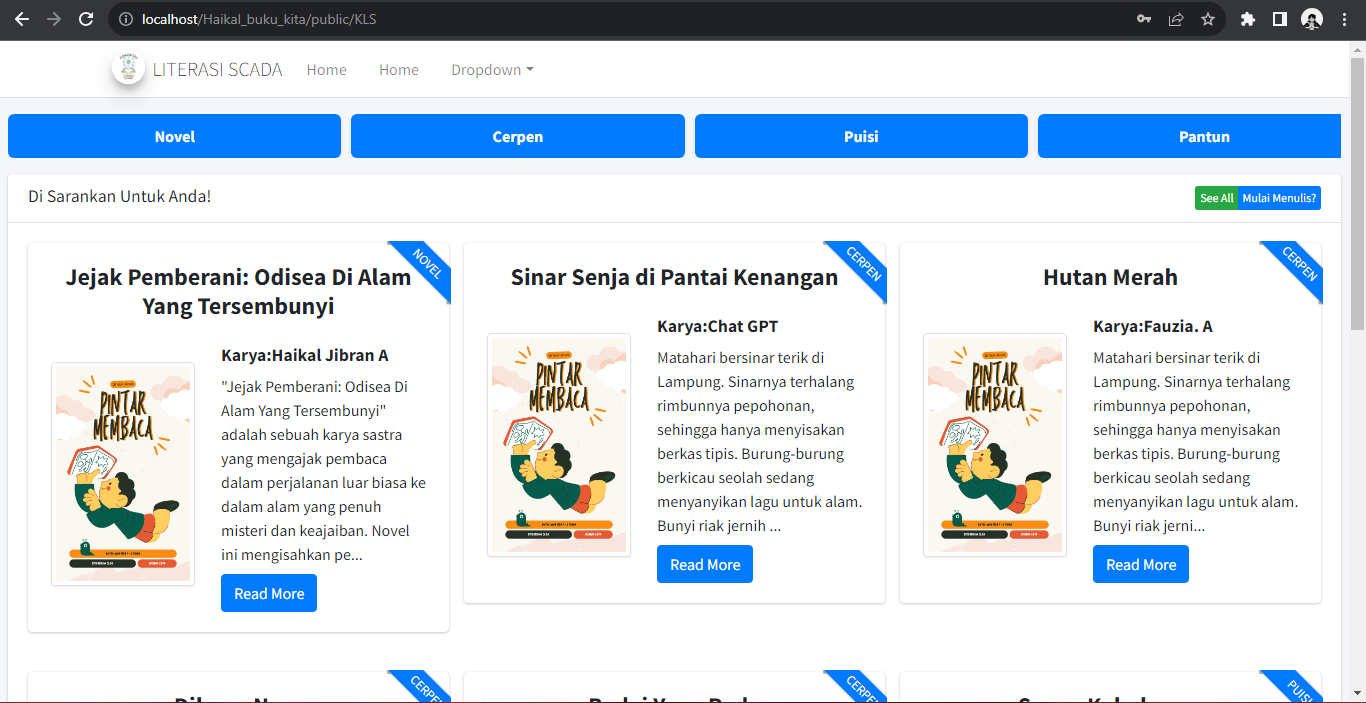 localhost/Haikal_buku_kita/public/KLS
LITERASI SCADA Home Home Dropdown
Novel Cerpen Puisi Pantun
Di Sarankan Untuk Anda! See All Mulai Menulis?
NOVEL
Jejak Pemberani: Odisea Di Alam
Yang Tersembunyi
PINTAR
MEMBACA
Karya:Haikal Jibran A
"Jejak Pemberani: Odisea Di
Alam Yang Tersembunyi"
adalah sebuah karya sastra
yang mengajak pembaca
dalam perjalanan luar biasa ke
dalam alam yang penuh
misteri dan keajaiban. Novel
ini mengisahkan pe...
Read More
CERPEN
Sinar Senja di Pantai Kenangan
PINTAR
MEMBACA
Karya:Chat GPT
Matahari bersinar terik di
Lampung. Sinarnya terhalang
rimbunnya pepohonan,
sehingga hanya menyisakan
berkas tipis. Burung-burung
berkicau seolah sedang
menyanyikan lagu untuk alam.
Bunyi riak jernih ...
Read More
CERPEN
Hutan Merah
PINTAR
MEMBACA
Karya:Fauzia. A
Matahari bersinar terik di
Lampung. Sinarnya terhalang
rimbunnya pepohonan,
sehingga hanya menyisakan
berkas tipis. Burung-burung
berkicau seolah sedang
menyanyikan lagu untuk alam.
Bunyi riak jerni...
Read More
CERPEN
CERPEN
PUISI